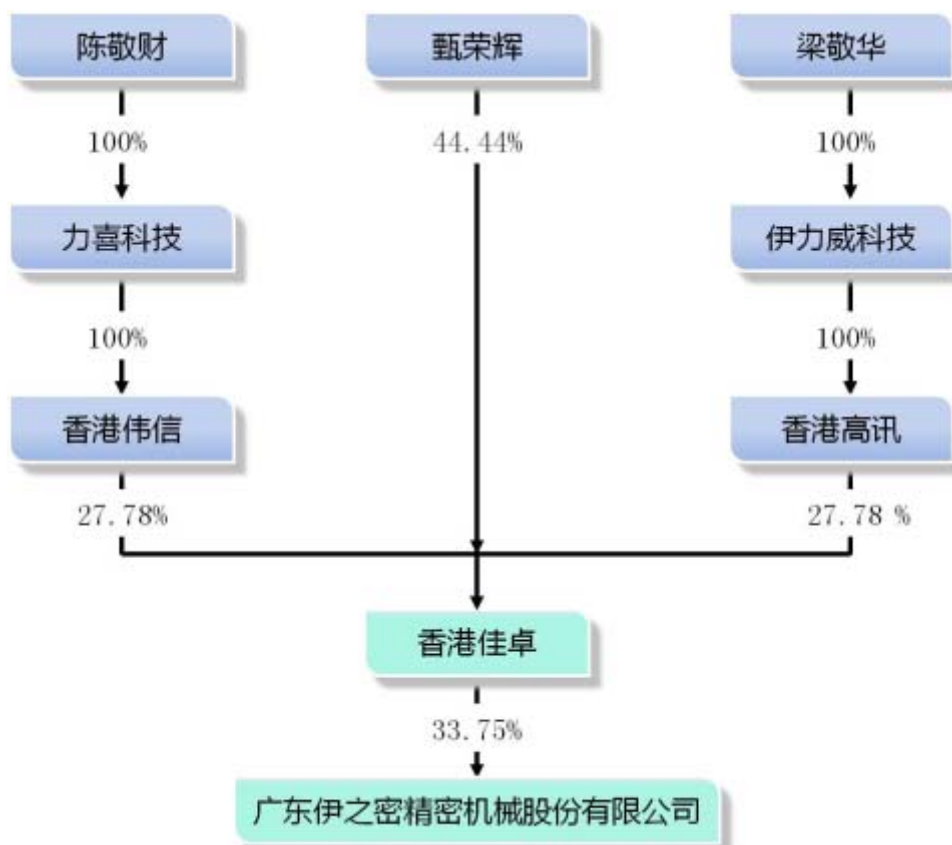 陈敬财
甄荣辉
梁敬华
100%
44.44%
100%
力喜科技
伊力威科技
100%
100%
香港伟信
香港高讯
27.78%
27.78 %
香港佳卓
33.75%
广东伊之密精密机械股份有限公司